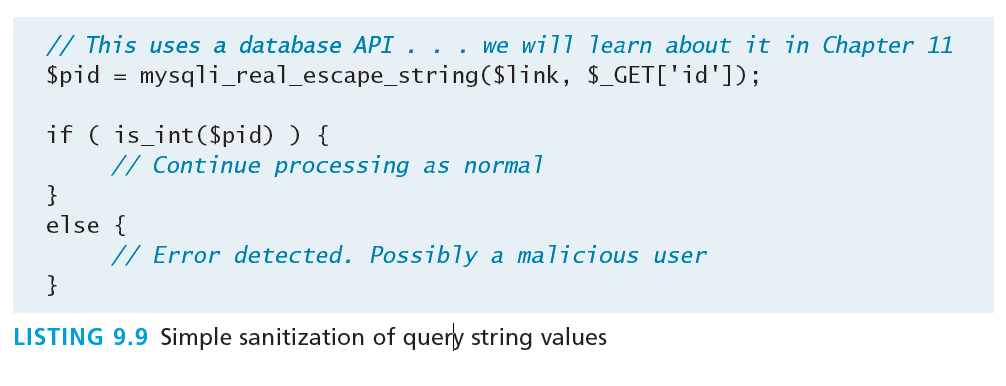 // This uses a database API . . . we will learn about it in Chapter 11
$pid = mysqli_real_escape_string($link, $_GET['id']);
if ( is_int($pid) ) {
// Continue processing as normal
}
else {
// Error detected. Possibly a malicious user
}
LISTING 9.9 Simple sanitization of query string values